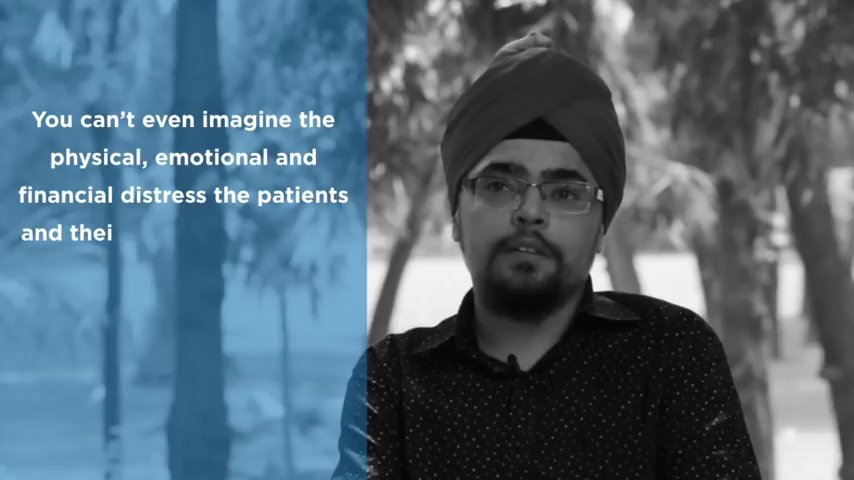 You can’t even imagine the
physical, emotional and
financial distress the patients
and thei